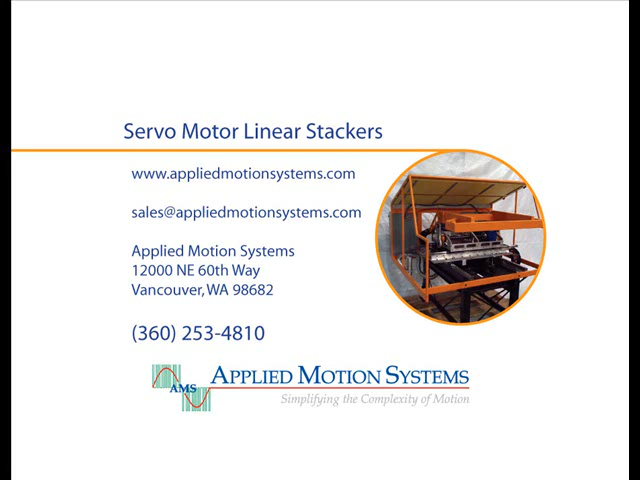 Servo Motor Linear Stackers
www.appliedmotionsystems.com
sales@appliedmotionsystems.com
Applied Motion Systems
12000 NE 60th Way
Vancouver, WA 98682
(360) 253-4810
AMS
APPLIED MOTION SYSTEMS
Simplifying the Complexity of Motion